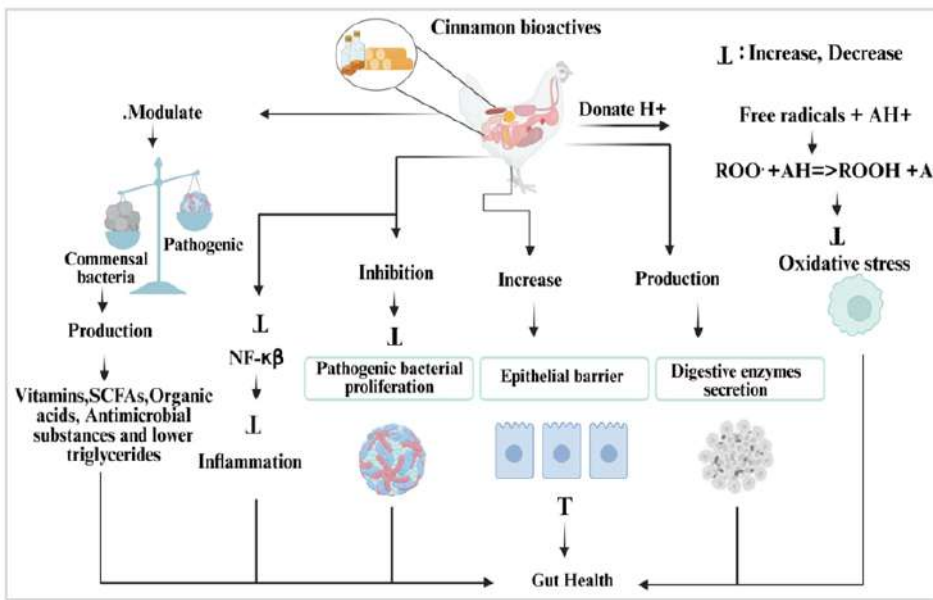 Cinnamon bioactives
⊥ : Increase, Decrease
.Modulate
Donate H+
Free radicals + AH+
ROO· +AH=>ROOH +A
Commensal
bacteria
Pathogenic
⊥
Oxidative stress
Inhibition
Increase
Production
Production
⊥
⊥
NF-κβ
Pathogenic bacterial
proliferation
Epithelial barrier
Digestive enzymes
secretion
Vitamins,SCFAs,Organic
acids, Antimicrobial
substances and lower
triglycerides
⊥
Inflammation
T
Gut Health